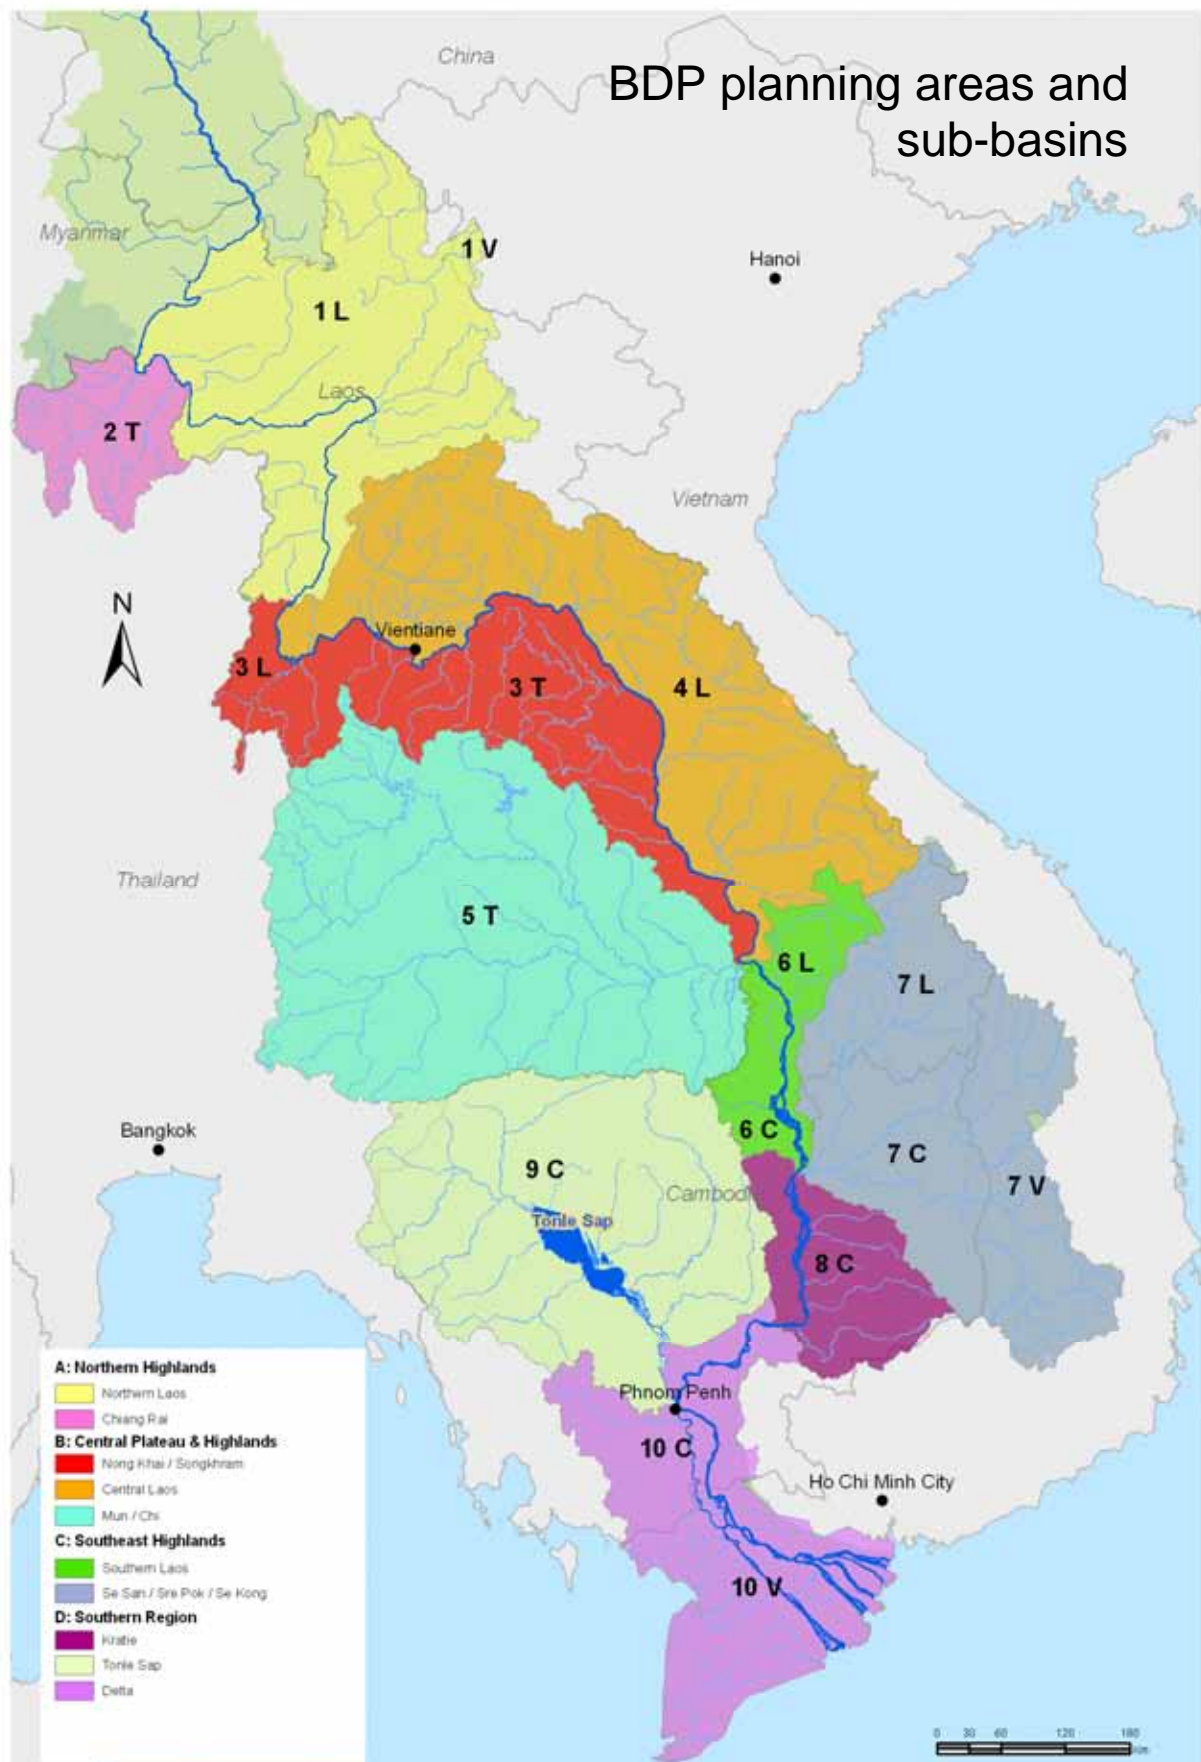 BDP planning areas and
sub-basins
China
Myanmar
1 V
Hanoi
1 L
Laos
2 T
Vietnam
N
Vientiane
3 L
3 T
4 L
Thailand
5 T
6 L
7 L
Bangkok
6 C
7 C
9 C
7 V
Cambodi
Tonle Sap
8 C
A: Northern Highlands
Northern Laos
Chiang Rai
B: Central Plateau & Highlands
Nong Khai / Songkhram
Central Laos
Mun / Chi
C: Southeast Highlands
Southern Laos
Se San / Sre Pok / Se Kong
D: Southern Region
Kratie
Tonle Sap
Delta
Phnom Penh
10 C
Ho Chi Minh City
10 V
0 30 60 120 180
Km